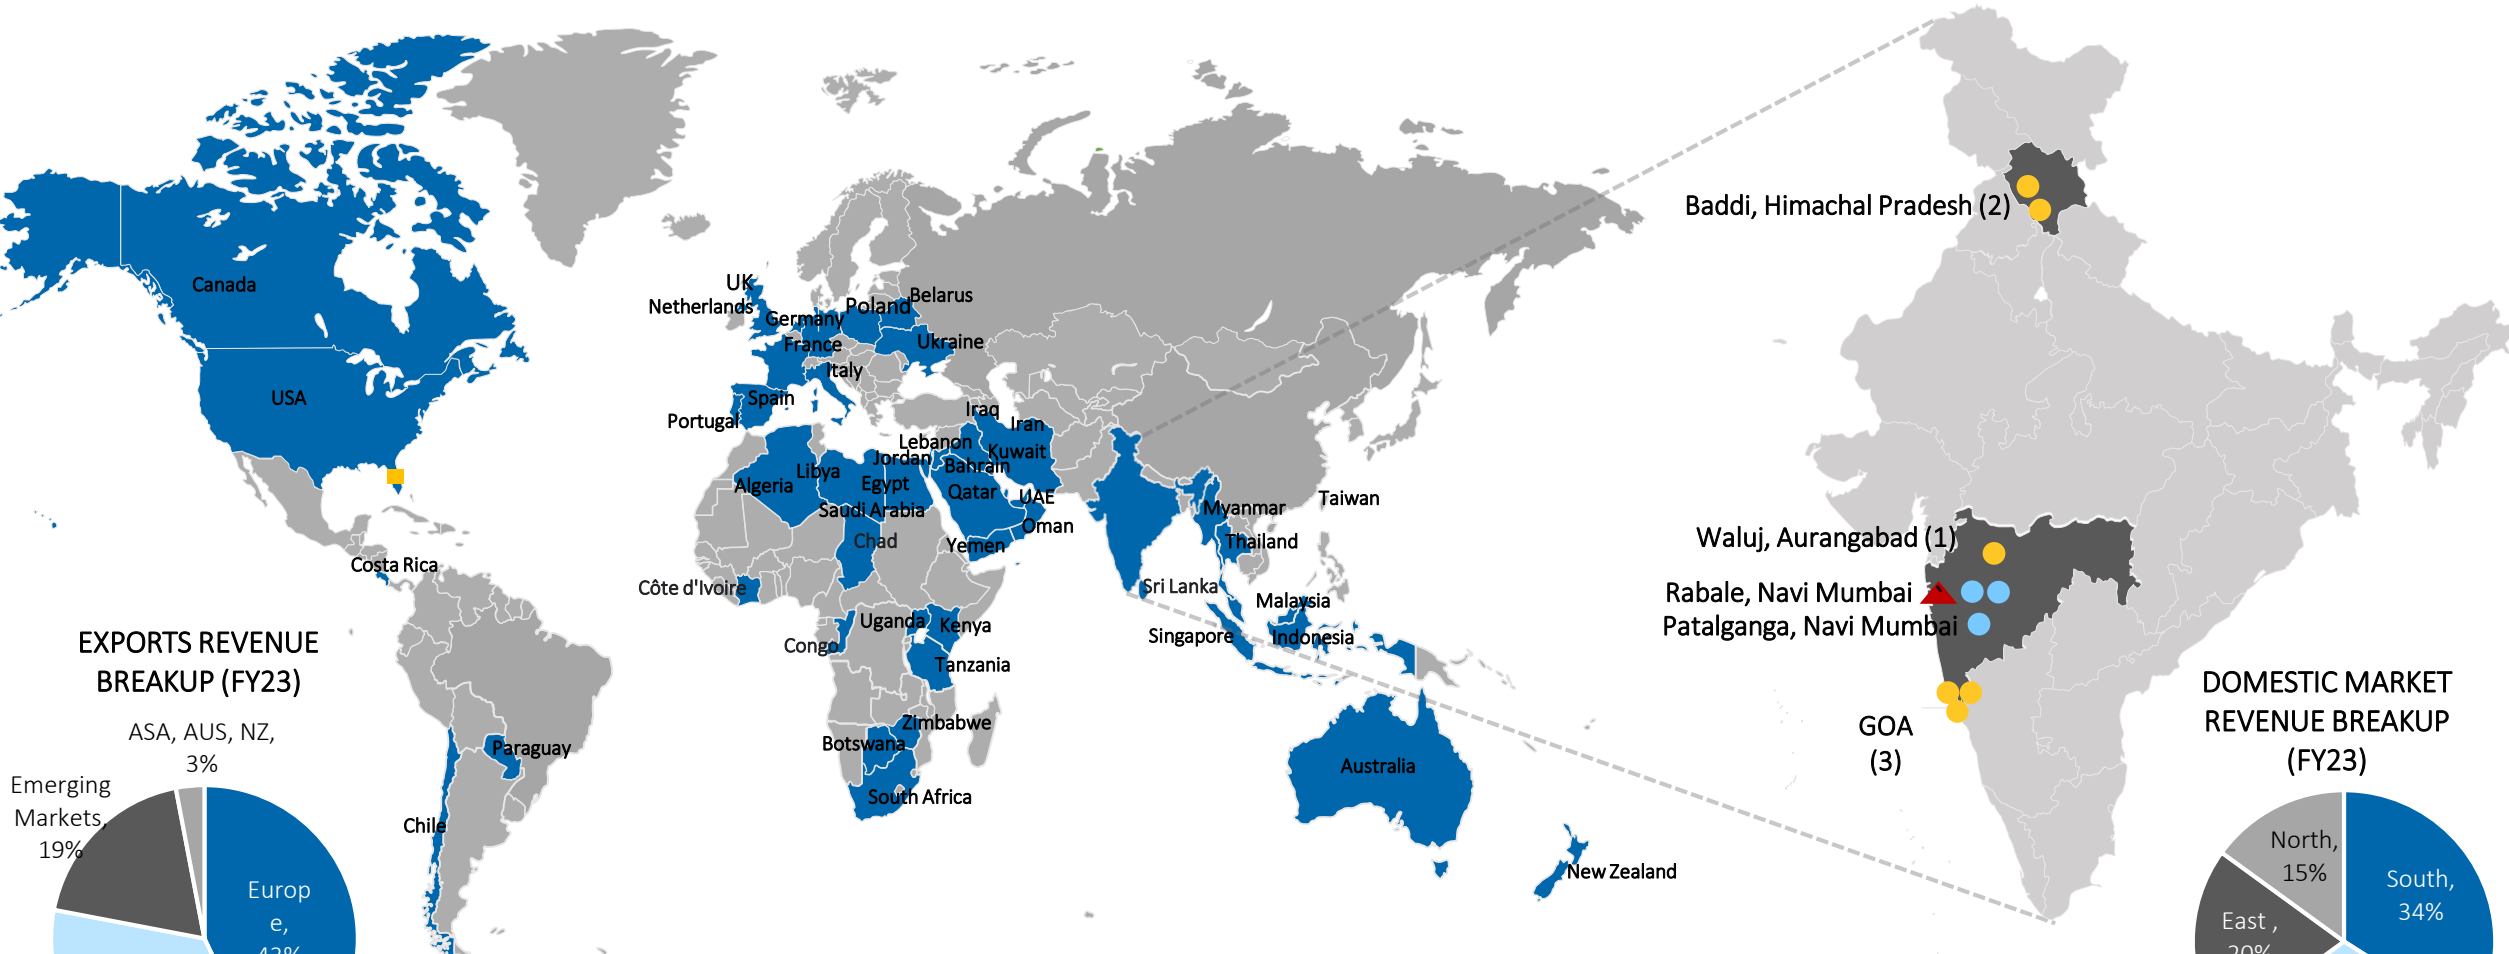 Baddi, Himachal Pradesh (2)
Canada
UK
Netherlands
Germany
Poland
Belarus
France
Ukraine
Italy
USA
Spain
Portugal
Iraq
Iran
Lebanon
Kuwait
Jordan
Bahrain
Libya
Algeria
Egypt
Qatar
UAE
Saudi Arabia
Oman
Chad
Yemen
Myanmar
Taiwan
Thailand
Waluj, Aurangabad (1)
Costa Rica
Côte d'Ivoire
Sri Lanka
Malaysia
Rabale, Navi Mumbai
Uganda
Kenya
Singapore
Indonesia
Patalganga, Navi Mumbai
Congo
Tanzania
Zimbabwe
Botswana
Paraguay
Australia
South Africa
Chile
New Zealand
GOA
(3)
EXPORTS REVENUE
BREAKUP (FY23)
ASA, AUS, NZ,
3%
Emerging
Markets,
19%
Europ
e,
DOMESTIC MARKET
REVENUE BREAKUP
(FY23)
North,
15%
South,
34%
East ,
20%